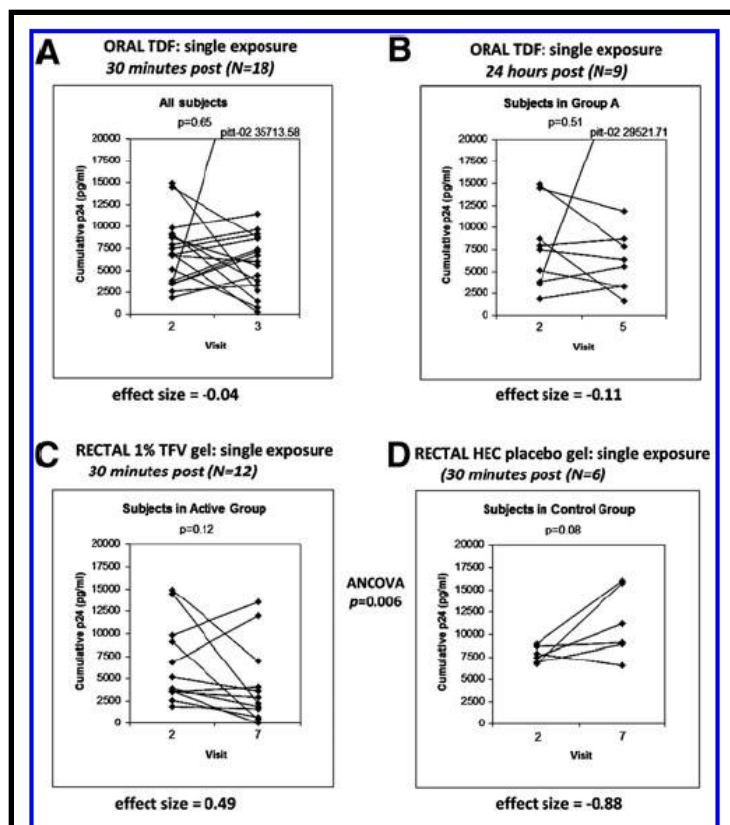 A ORAL TDF: single exposure
30 minutes post (N=18)
All subjects
p=0.65
pitt-02 35713.58
20000
17500
15000
12500
10000
7500
5000
2500
0
Cumulative p24 (pg/ml)
2 3
Visit
effect size = -0.04
B ORAL TDF: single exposure
24 hours post (N=9)
Subjects in Group A
p=0.51
pitt-02 29521.71
20000
17500
15000
12500
10000
7500
5000
2500
0
Cumulative p24 (pg/ml)
2 5
Visit
effect size = -0.11
C RECTAL 1% TFV gel: single exposure
30 minutes post (N=12)
Subjects in Active Group
p=0.12
20000
17500
15000
12500
10000
7500
5000
2500
0
Cumulative p24 (pg/ml)
2 7
Visit
effect size = 0.49
ANCOVA
p=0.006
D RECTAL HEC placebo gel: single exposure
(30 minutes post (N=6)
Subjects in Control Group
p=0.08
20000
17500
15000
12500
10000
7500
5000
2500
0
Cumulative p24 (pg/ml)
2 7
Visit
effect size = -0.88